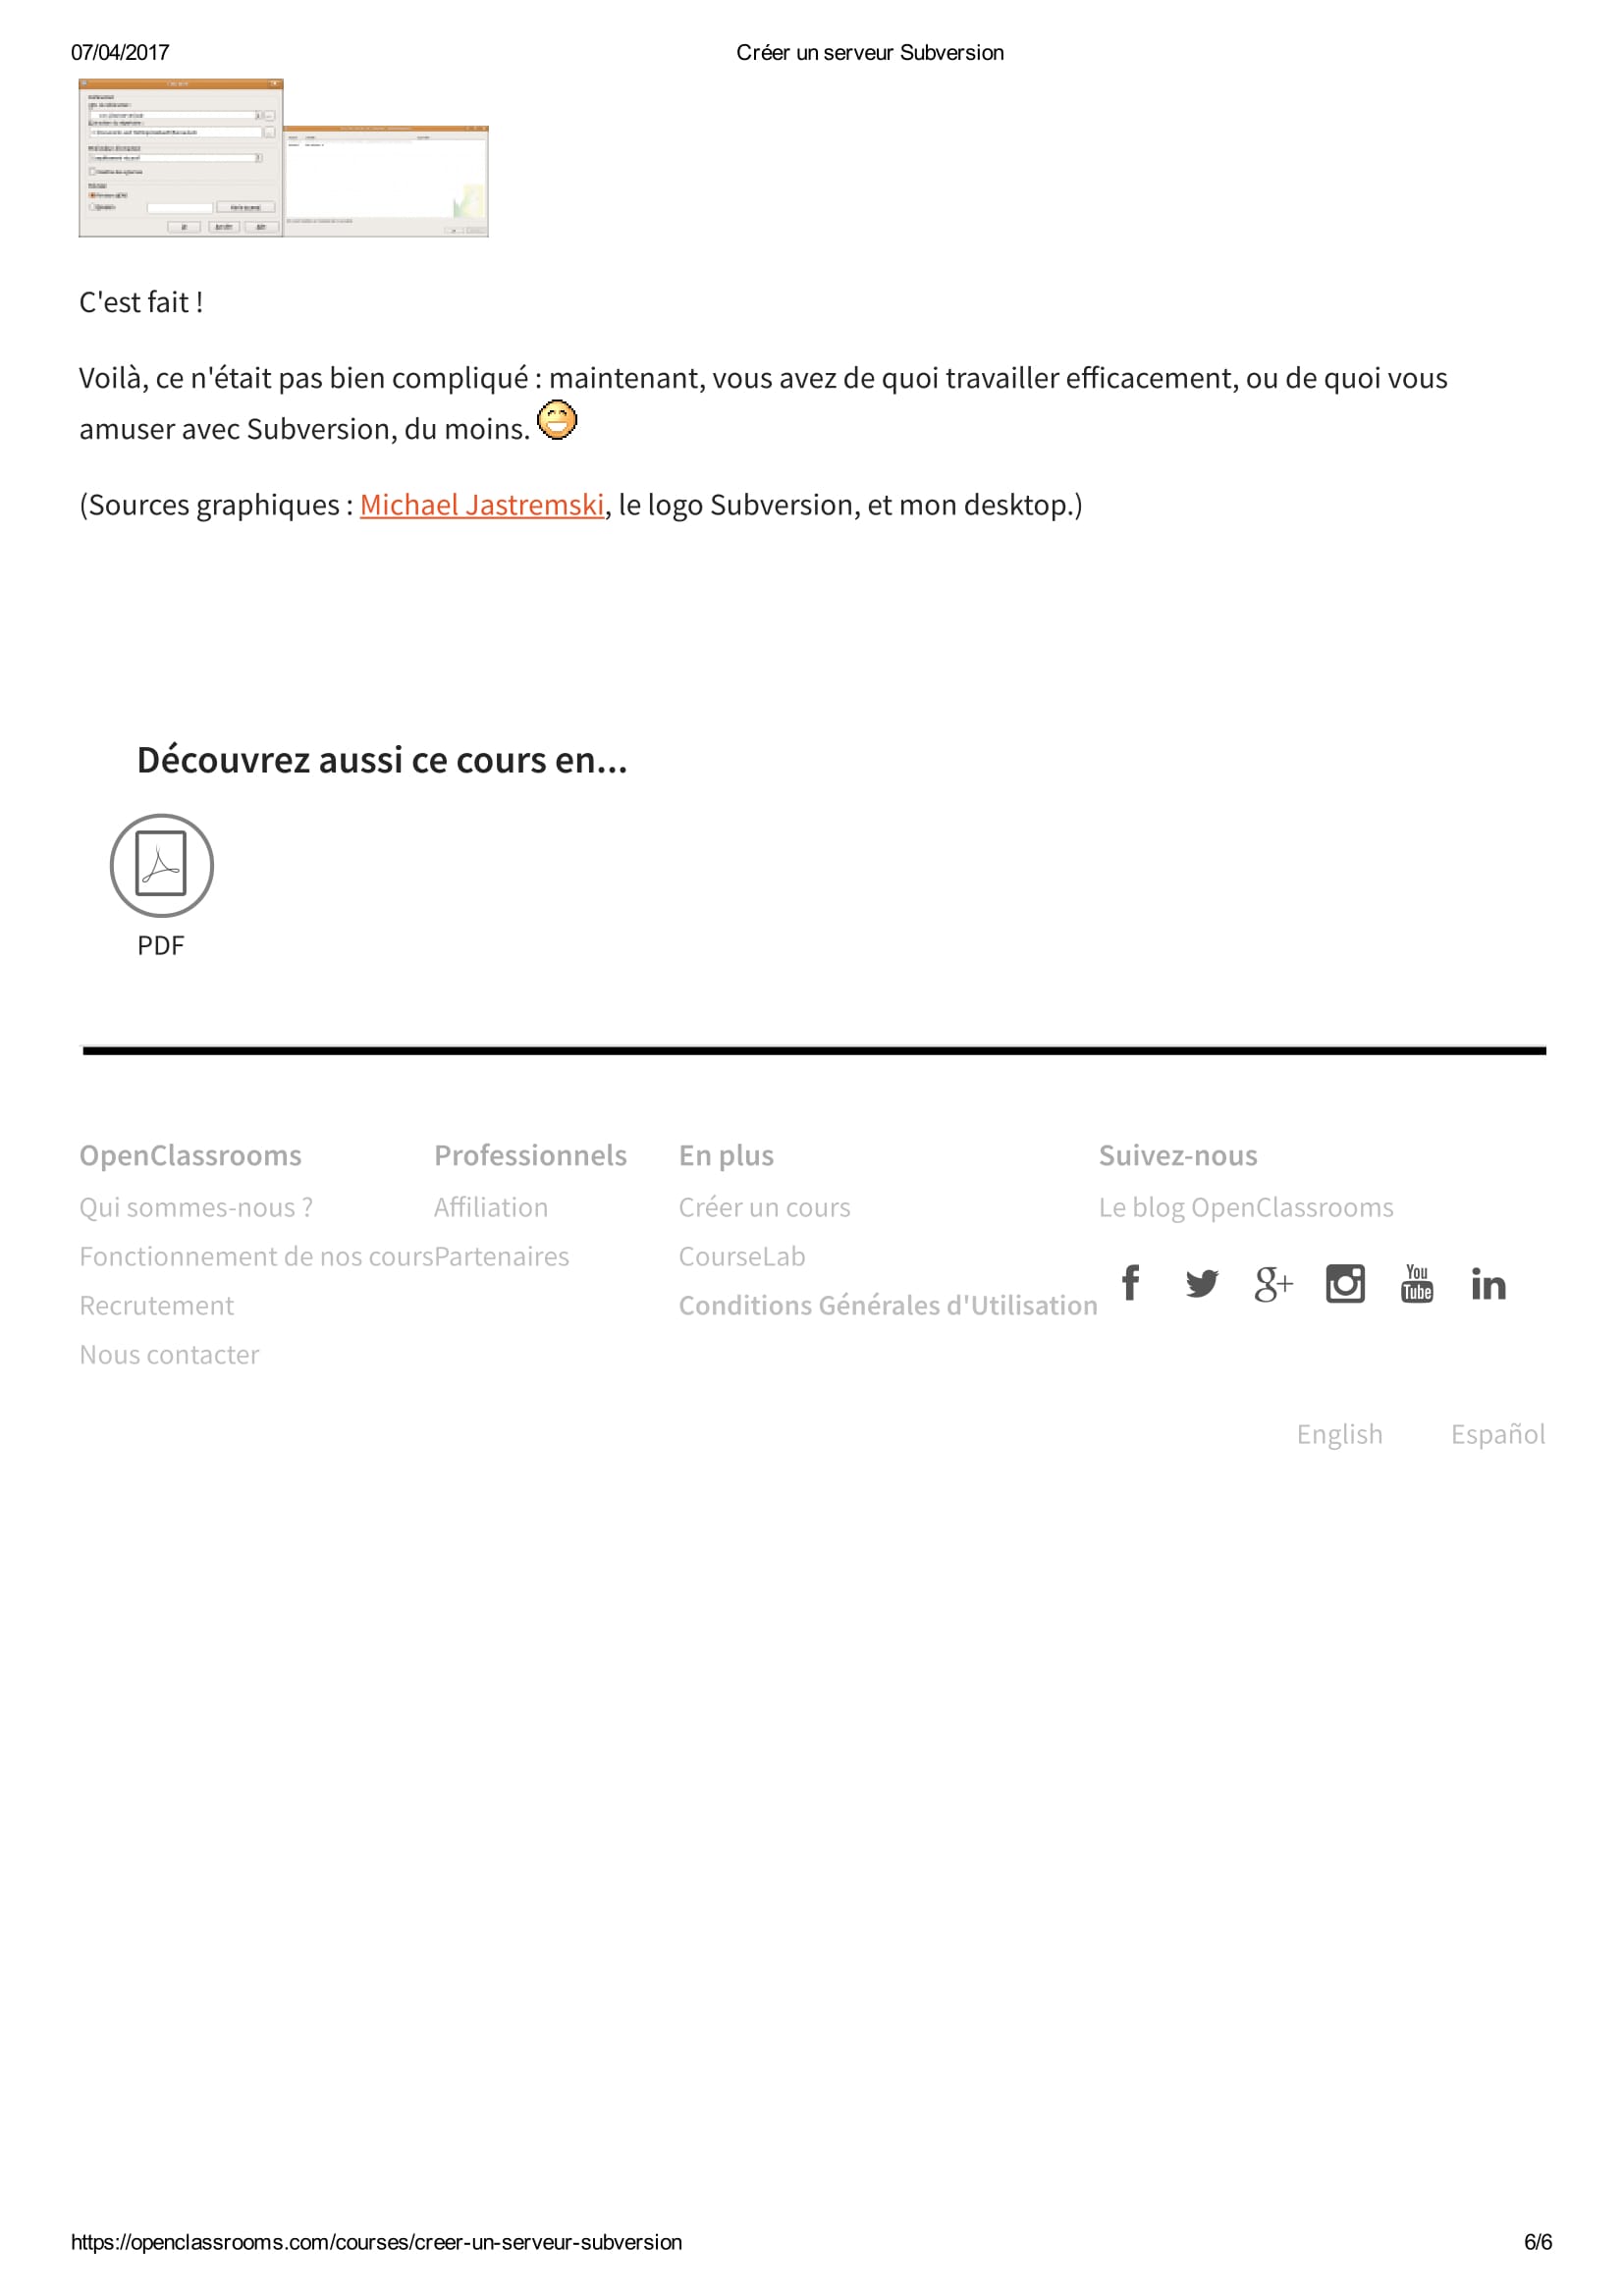 07/04/2017
Créer un serveur Subversion
C'est fait !
Voilà, ce n'était pas bien compliqué : maintenant, vous avez de quoi travailler efficacement, ou de quoi vous
amuser avec Subversion, du moins.
(Sources graphiques : Michael Jastremski, le logo Subversion, et mon desktop.)
Découvrez aussi ce cours en...
PDF
OpenClassrooms
Qui sommes-nous ?
Fonctionnement de nos cours
Recrutement
Nous contacter
Professionnels
Affiliation
Partenaires
En plus
Créer un cours
CourseLab
Conditions Générales d'Utilisation
Suivez-nous
Le blog OpenClassrooms
You
Tube
English
Español
https://openclassrooms.com/courses/creer-un-serveur-subversion
6/6